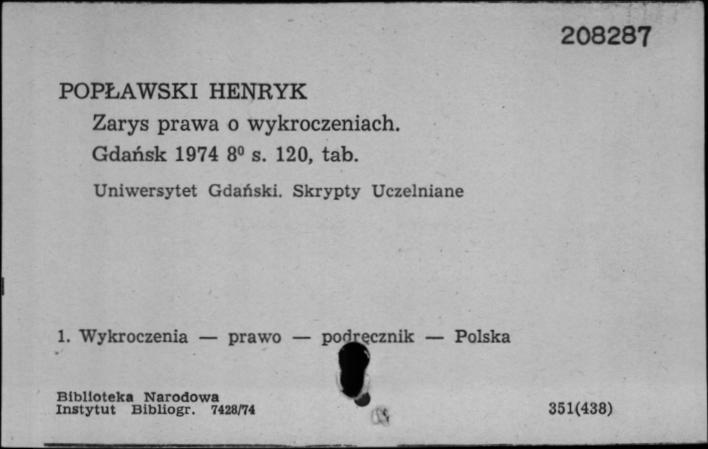 208287
POPŁAWSKI HENRYK
Zarys prawa o wykroczeniach.
Gdańsk 1974 8⁰ s. 120, tab.
Uniwersytet Gdański. Skrypty Uczelniane
1. Wykroczenia — prawo — podręcznik — Polska
Biblioteka Narodowa
Instytut Bibliogr. 7428/74
351(438)